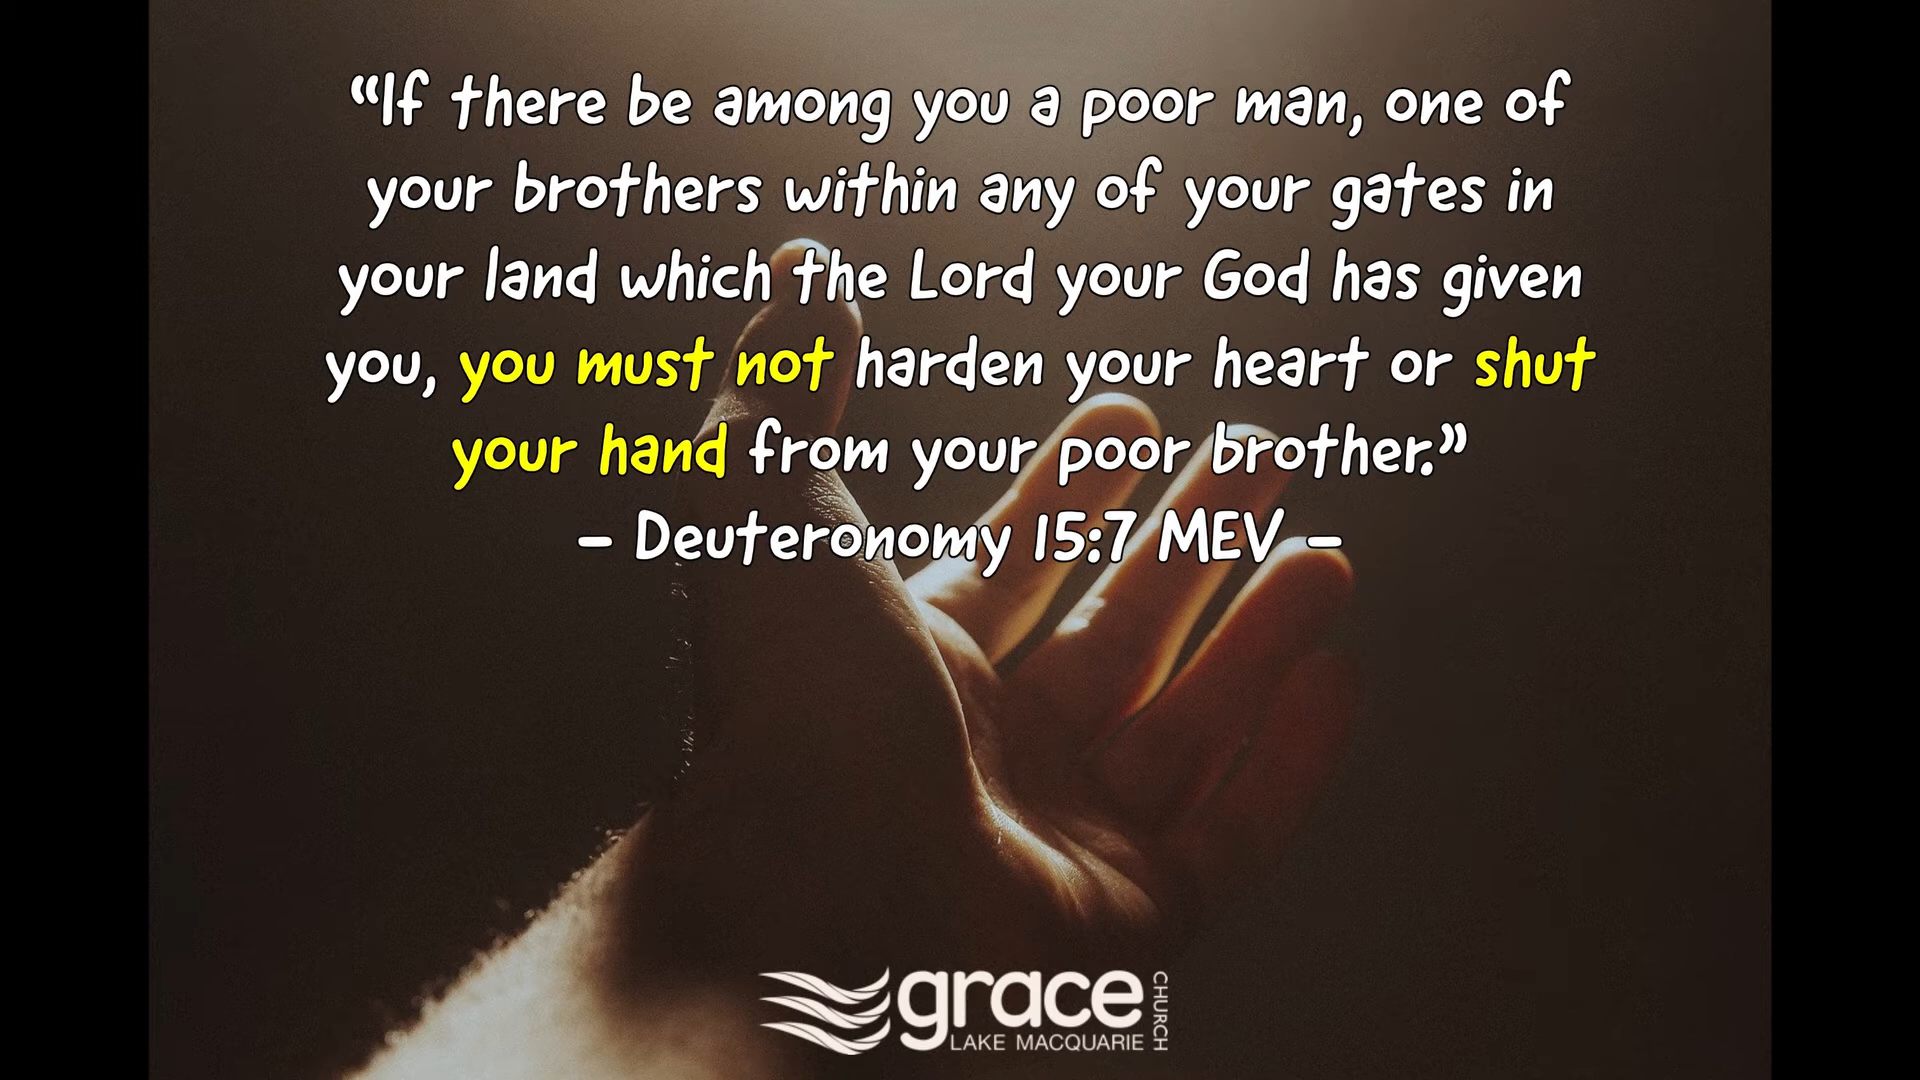 “If there be among you a poor man, one of
your brothers within any of your gates in
your land which the Lord your God has given
you, you must not harden your heart or shut
your hand from your poor brother.”
– Deuteronomy 15:7 MEV –
grace
CHURCH
LAKE MACQUARIE